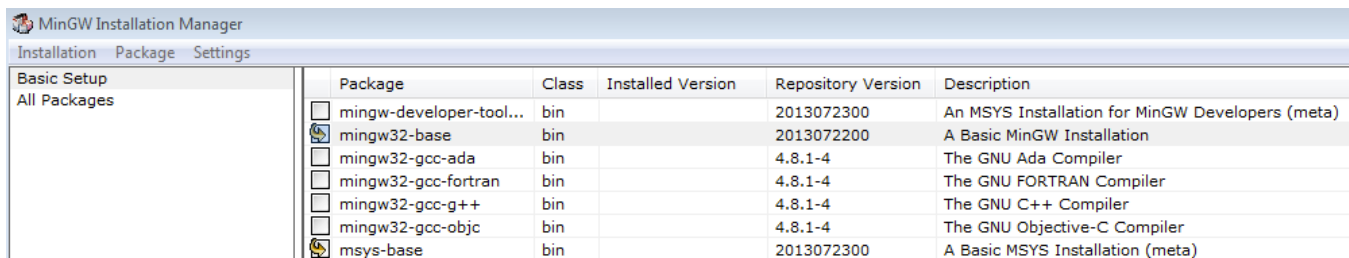 MinGW Installation Manager
Installation Package Settings
Basic Setup
All Packages
Package Class Installed Version Repository Version Description
mingw-developer-tool... bin 2013072300 An MSYS Installation for MinGW Developers (meta)
mingw32-base bin 2013072200 A Basic MinGW Installation
mingw32-gcc-ada bin 4.8.1-4 The GNU Ada Compiler
mingw32-gcc-fortran bin 4.8.1-4 The GNU FORTRAN Compiler
mingw32-gcc-g++ bin 4.8.1-4 The GNU C++ Compiler
mingw32-gcc-objc bin 4.8.1-4 The GNU Objective-C Compiler
msys-base bin 2013072300 A Basic MSYS Installation (meta)